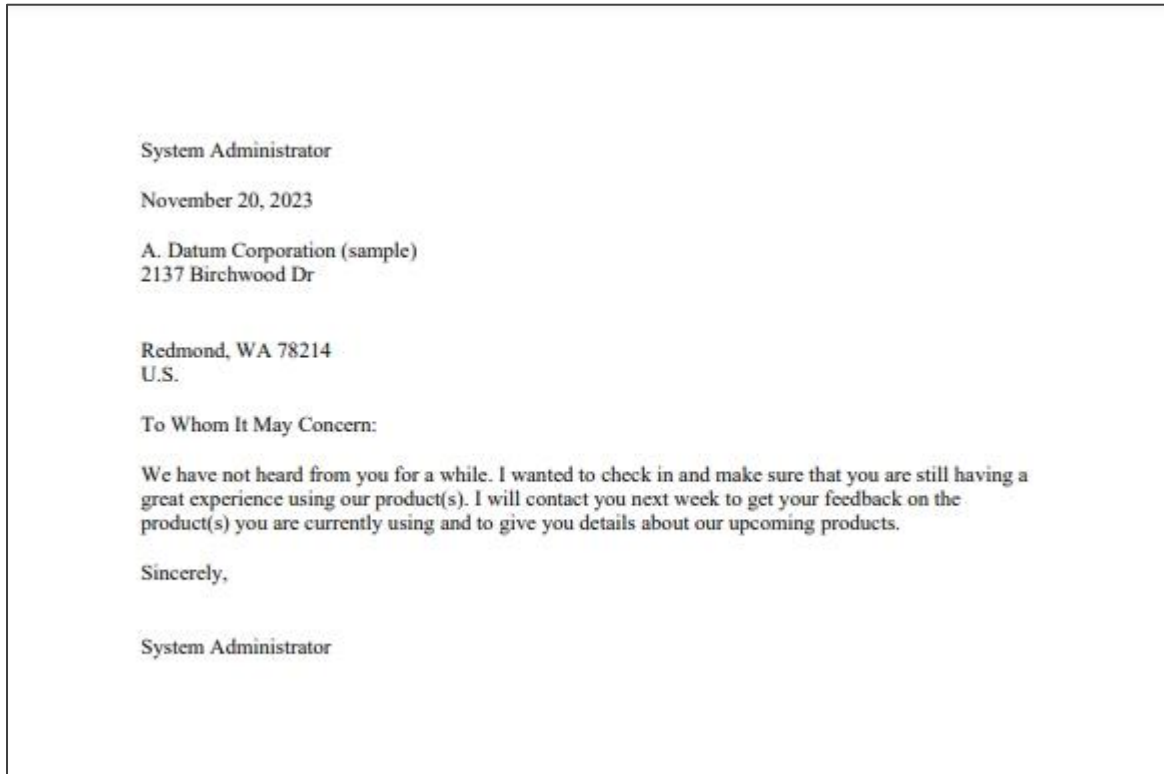 System Administrator
November 20, 2023
A. Datum Corporation (sample)
2137 Birchwood Dr
Redmond, WA 78214
U.S.
To Whom It May Concern:
We have not heard from you for a while. I wanted to check in and make sure that you are still having a
great experience using our product(s). I will contact you next week to get your feedback on the
product(s) you are currently using and to give you details about our upcoming products.
Sincerely,
System Administrator